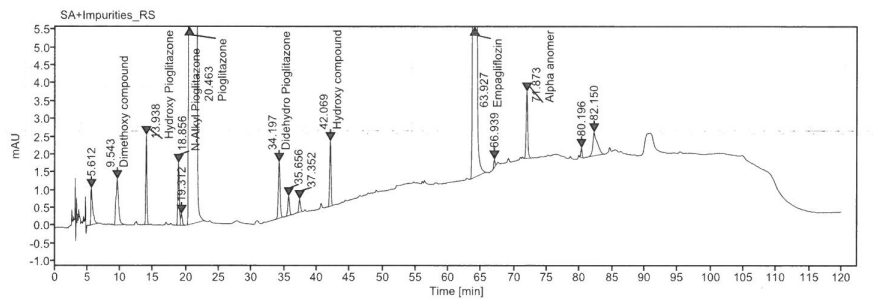 SA+Impurities_RS
mAU
5.5
5.0
4.5
4.0
3.5
3.0
2.5
2.0
1.5
1.0
0.5
0.0
-0.5
-1.0
5.612
9.543
Dimethoxy compound
13.938
Hydroxy Pioglitazone
18.856
N-Alkyl Pioglitazone
19.312
20.463
Pioglitazone
34.197
Didehydro Pioglitazone
35.656
37.352
42.069
Hydroxy compound
63.927
Empagliflozin
66.939
71.873
Alpha anomer
80.196
82.150
0 5 10 15 20 25 30 35 40 45 50 55 60 65 70 75 80 85 90 95 100 105 110 115 120
Time [min]